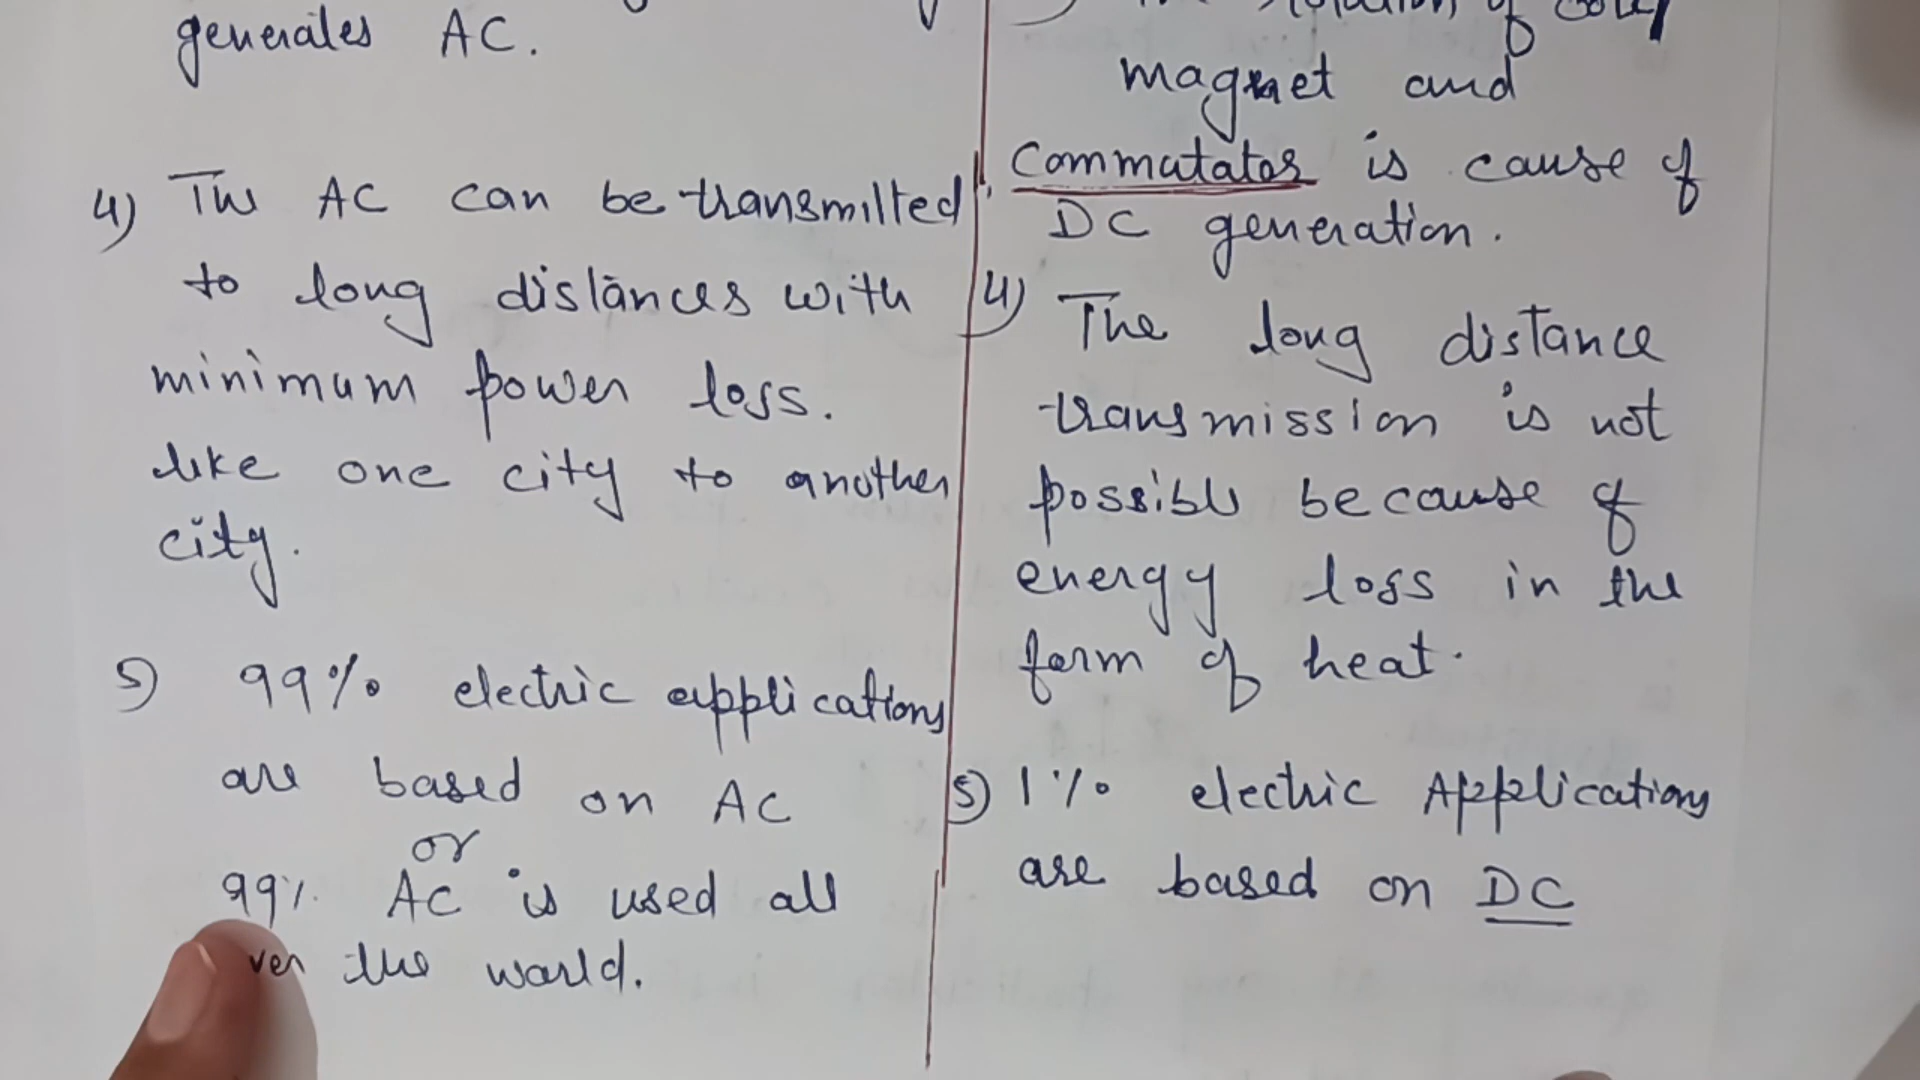 generates AC.
4) The AC can be transmitted
to long distances with
minimum power loss.
like one city to another
city.
5) 99% electric applications
are based on AC
or
99% AC is used all
ver the world.
rotation of
magnet and
Commutator is cause of
DC generation.
4) The long distance
transmission is not
possible because of
energy loss in the
form of heat.
5) 1% electric Applications
are based on DC